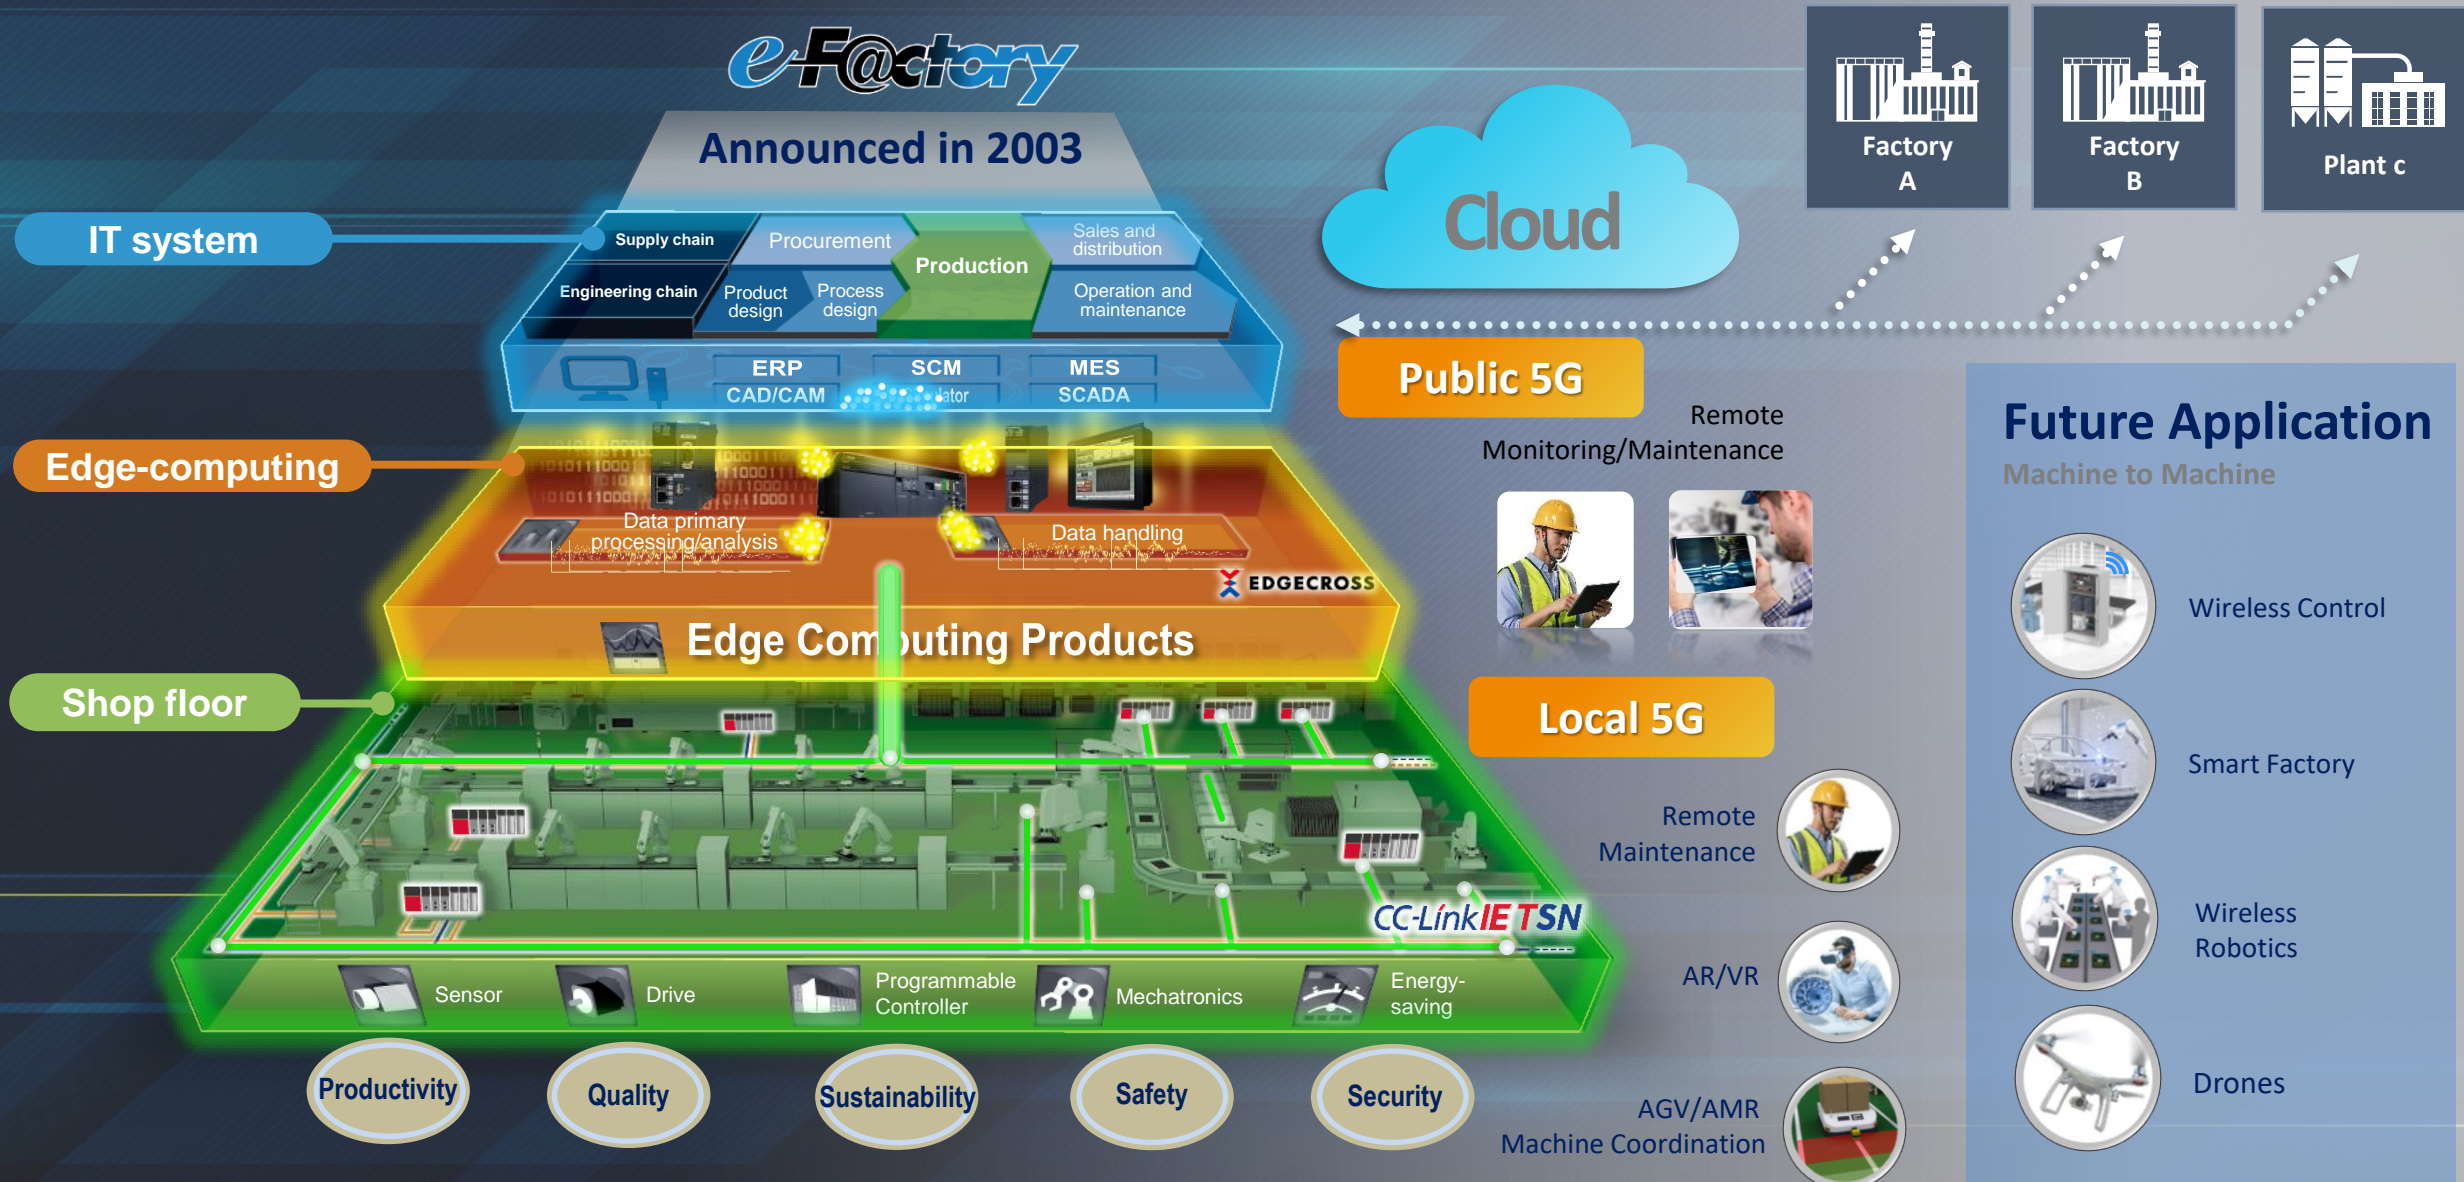 e-F@ctory
Announced in 2003
IT system
Supply chain
Procurement
Production
Sales and
distribution
Engineering chain
Product
design
Process
design
Operation and
maintenance
ERP
SCM
MES
CAD/CAM
SCADA
Edge-computing
Data primary
processing/analysis
Data handling
EDGECROSS
Edge Computing Products
Shop floor
CC-Link IE TSN
Sensor
Drive
Programmable
Controller
Mechatronics
Energy-
saving
Productivity
Quality
Sustainability
Safety
Security
Cloud
Factory
A
Factory
B
Plant c
Public 5G
Remote
Monitoring/Maintenance
Local 5G
Remote
Maintenance
AR/VR
AGV/AMR
Machine Coordination
Future Application
Machine to Machine
Wireless Control
Smart Factory
Wireless
Robotics
Drones